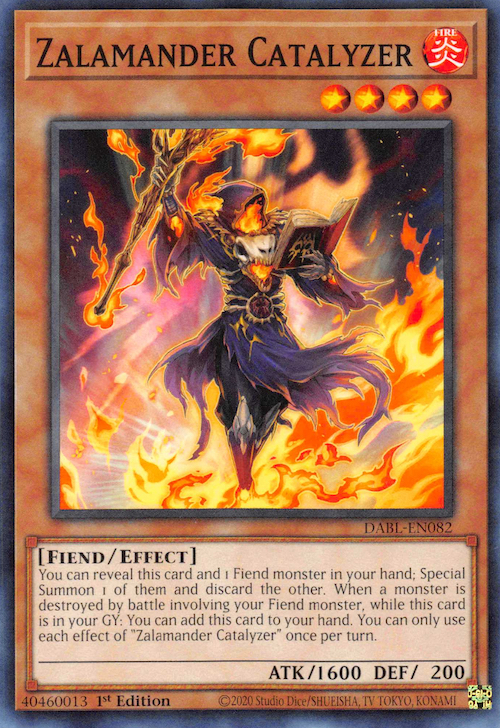 Zalamander Catalyzer
FIRE
炎
DABL-EN082
[Fiend/Effect]
You can reveal this card and 1 Fiend monster in your hand; Special
Summon 1 of them and discard the other. When a monster is
destroyed by battle involving your Fiend monster, while this card
is in your GY: You can add this card to your hand. You can only use
each effect of "Zalamander Catalyzer" once per turn.
ATK/1600 DEF/ 200
40460013 1st Edition ©2020 Studio Dice/SHUEISHA, TV TOKYO, KONAMI